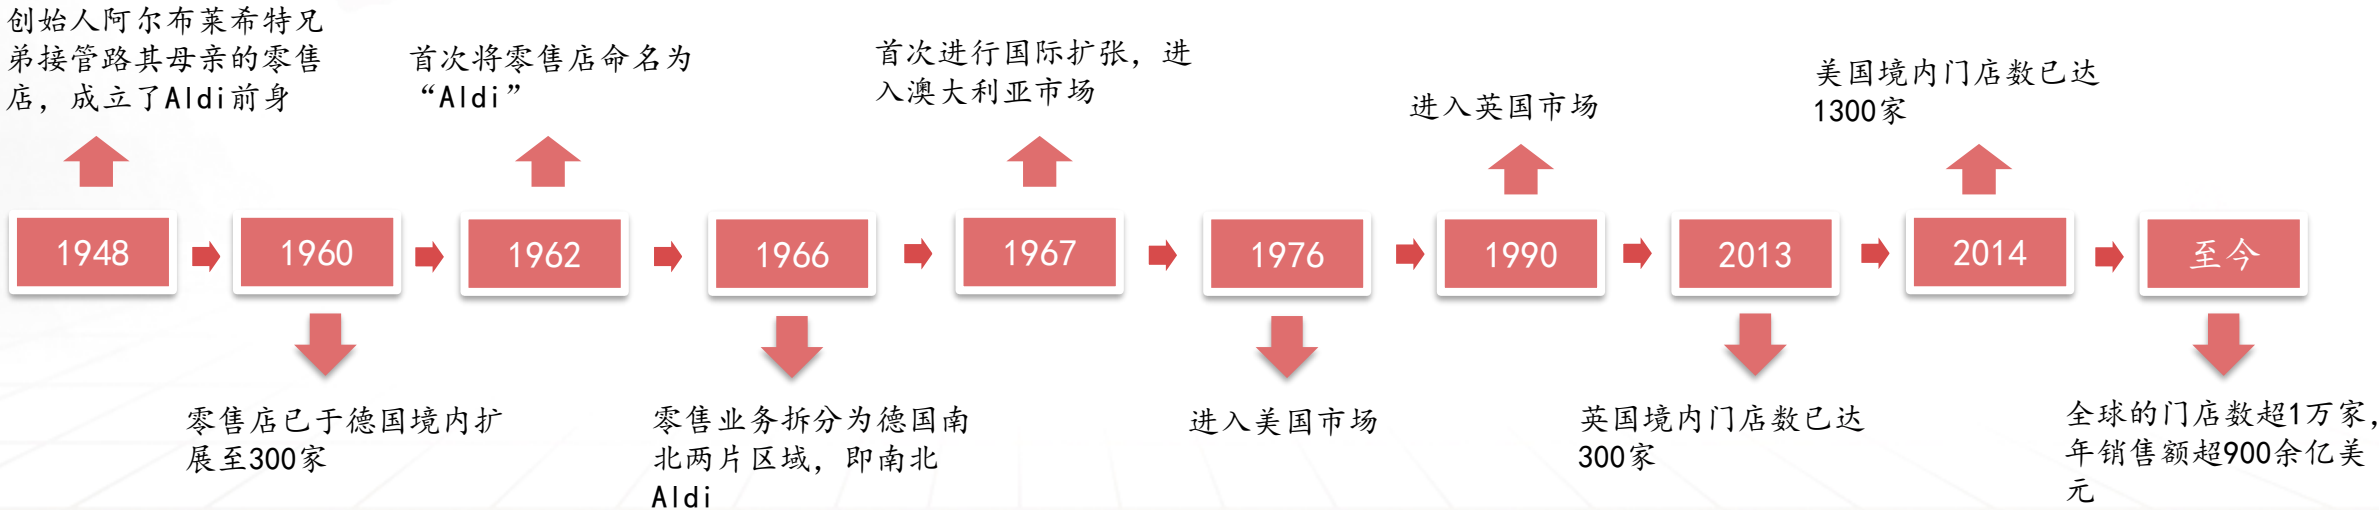 创始人阿尔布莱希特兄
弟接管路其母亲的零售
店，成立了Aldi前身
首次将零售店命名为
“Aldi”
首次进行国际扩张，进
入澳大利亚市场
进入英国市场
美国境内门店数已达
1300家
1948
1960
1962
1966
1967
1976
1990
2013
2014
至今
零售店已于德国境内扩
展至300家
零售业务拆分为德国南
北两片区域，即南北
Aldi
进入美国市场
英国境内门店数已达
300家
全球的门店数超1万家，
年销售额超900余亿美
元